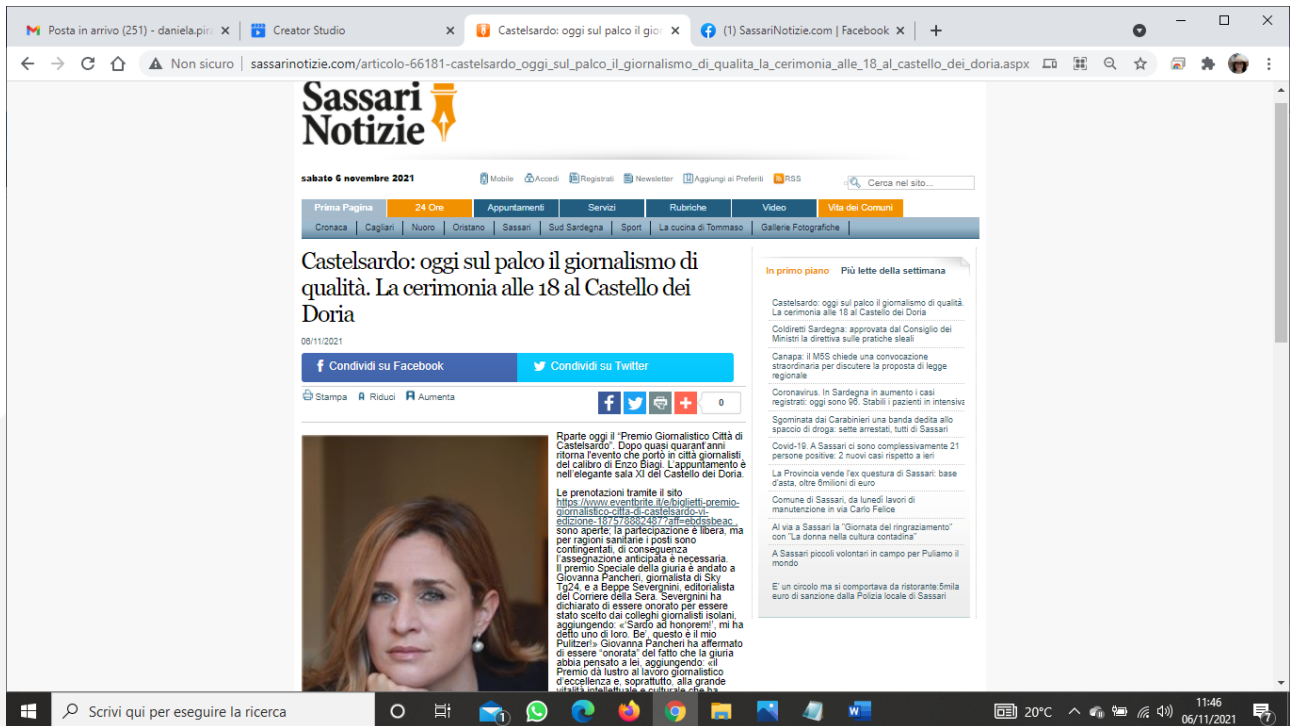 Posta in arrivo (251) - daniela.pira
Creator Studio
Castelsardo: oggi sul palco il gior
(1) SassariNotizie.com | Facebook
Non sicuro
sassarinotizie.com/articolo-66181-castelsardo_oggi_sul_palco_il_giornalismo_di_qualita_la_cerimonia_alle_18_al_castello_dei_doria.aspx
Sassari
Notizie
sabato 6 novembre 2021
Mobile Accedi Registrati Newsletter Aggiungi ai Preferiti RSS
Cerca nel sito...
Prima Pagina 24 Ore Appuntamenti Servizi Rubriche Video Vita dei Comuni
Cronaca Cagliari Nuoro Oristano Sassari Sud Sardegna Sport La cucina di Tommaso Gallerie Fotografiche
Castelsardo: oggi sul palco il giornalismo di
qualità. La cerimonia alle 18 al Castello dei
Doria
06/11/2021
Condividi su Facebook
Condividi su Twitter
Stampa Riduci Aumenta
0
Rparte oggi il “Premio Giornalistico Città di
Castelsardo”. Dopo quasi quarant'anni
ritorna l'evento che portò in città giornalisti
del calibro di Enzo Biagi. L'appuntamento è
nell'elegante sala XI del Castello dei Doria.
Le prenotazioni tramite il sito
https://www.eventbrite.it/e/biglietti-premio-
giornalistico-citta-di-castelsardo-vi-
edizione-187578882487?aff=ebdssbeac ,
sono aperte; la partecipazione è libera, ma
per ragioni sanitarie i posti sono
contingentati, di conseguenza
l'assegnazione anticipata è necessaria.
Il premio Speciale della giuria è andato a
Giovanna Pancheri, giornalista di Sky
Tg24, e a Beppe Severgnini, editorialista
del Corriere della Sera. Severgnini ha
dichiarato di essere onorato per essere
stato scelto dai colleghi giornalisti isolani,
aggiungendo: «'Sardo ad honorem!', mi ha
detto uno di loro. Be', questo è il mio
Pulitzer!» Giovanna Pancheri ha affermato
di essere “onorata” del fatto che la giuria
abbia pensato a lei, aggiungendo: «il
Premio dà lustro al lavoro giornalistico
d'eccellenza e, soprattutto, alla grande
vitalità intellettuale e culturale che ha
In primo piano Più lette della settimana
Castelsardo: oggi sul palco il giornalismo di qualità.
La cerimonia alle 18 al Castello dei Doria
Coldiretti Sardegna: approvata dal Consiglio dei
Ministri la direttiva sulle pratiche sleali
Canapa: il M5S chiede una convocazione
straordinaria per discutere la proposta di legge
regionale
Coronavirus. In Sardegna in aumento i casi
registrati: oggi sono 96. Stabili i pazienti in intensiva
Sgominata dai Carabinieri una banda dedita allo
spaccio di droga: sette arrestati, tutti di Sassari
Covid-19. A Sassari ci sono complessivamente 21
persone positive: 2 nuovi casi rispetto a ieri
La Provincia vende l'ex questura di Sassari: base
d'asta, oltre 6milioni di euro
Comune di Sassari, da lunedì lavori di
manutenzione in via Carlo Felice
Al via a Sassari la "Giornata del ringraziamento"
con "La donna nella cultura contadina"
A Sassari piccoli volontari in campo per Puliamo il
mondo
E' un circolo ma si comportava da ristorante:5mila
euro di sanzione dalla Polizia locale di Sassari
Scrivi qui per eseguire la ricerca
1
20°C
11:46
06/11/2021
7